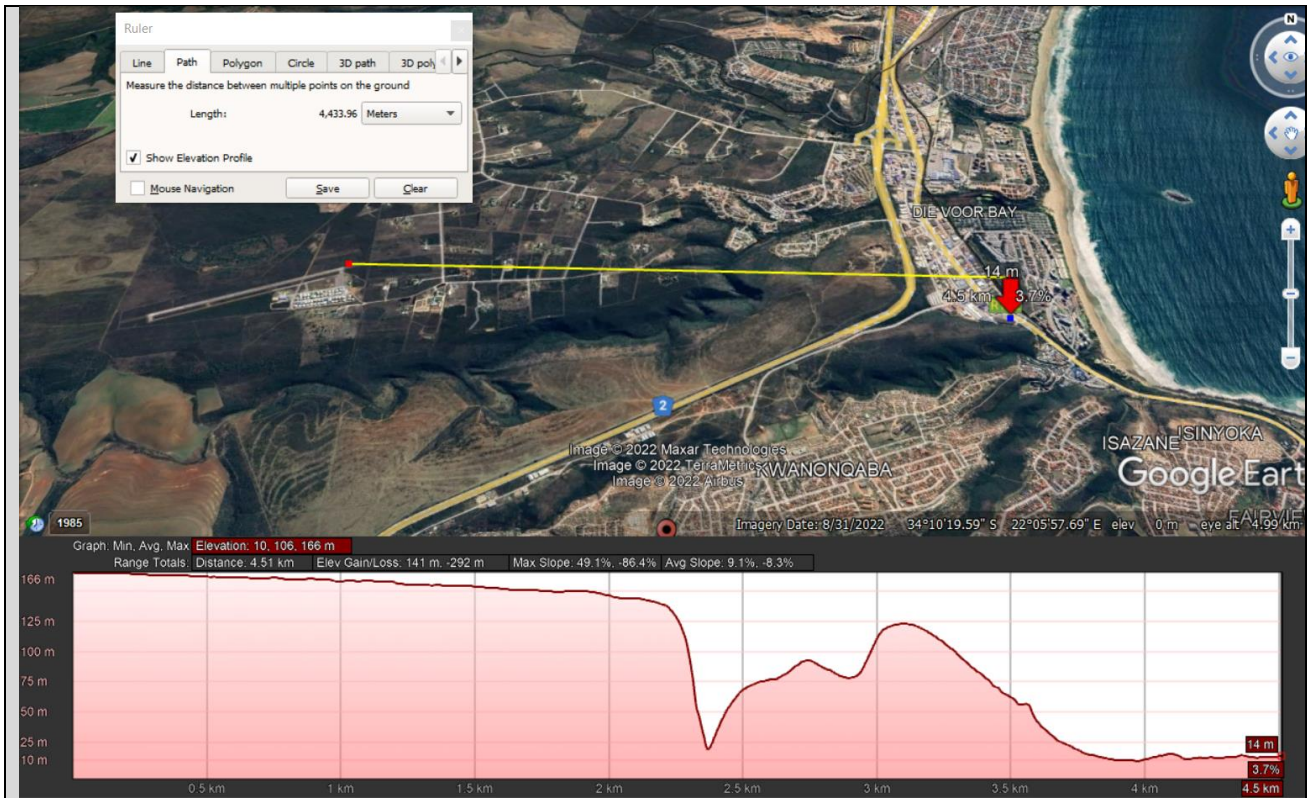 Ruler
Line Path Polygon Circle 3D path 3D poly
Measure the distance between multiple points on the ground
Length: 4,433.96 Meters
Show Elevation Profile
Mouse Navigation Save Clear
N
DIE VOOR BAY
14 m
4.5 km 3.7%
2
ISAZANE ISINYOKA
Image © 2022 Maxar Technologies
Image © 2022 TerraMetrics
KWANONQABA
Image © 2022 Airbus
Google Eart
FAIRVIE
1985
Imagery Date: 8/31/2022 34°10'19.59" S 22°05'57.69" E elev 0 m eye alt 4.99 km
Graph: Min, Avg, Max Elevation: 10, 106, 166 m
Range Totals: Distance: 4.51 km Elev Gain/Loss: 141 m, -292 m Max Slope: 49.1%, -86.4% Avg Slope: 9.1%, -8.3%
166 m
125 m
100 m
75 m
50 m
25 m
10 m
14 m
3.7%
0.5 km 1 km 1.5 km 2 km 2.5 km 3 km 3.5 km 4 km 4.5 km